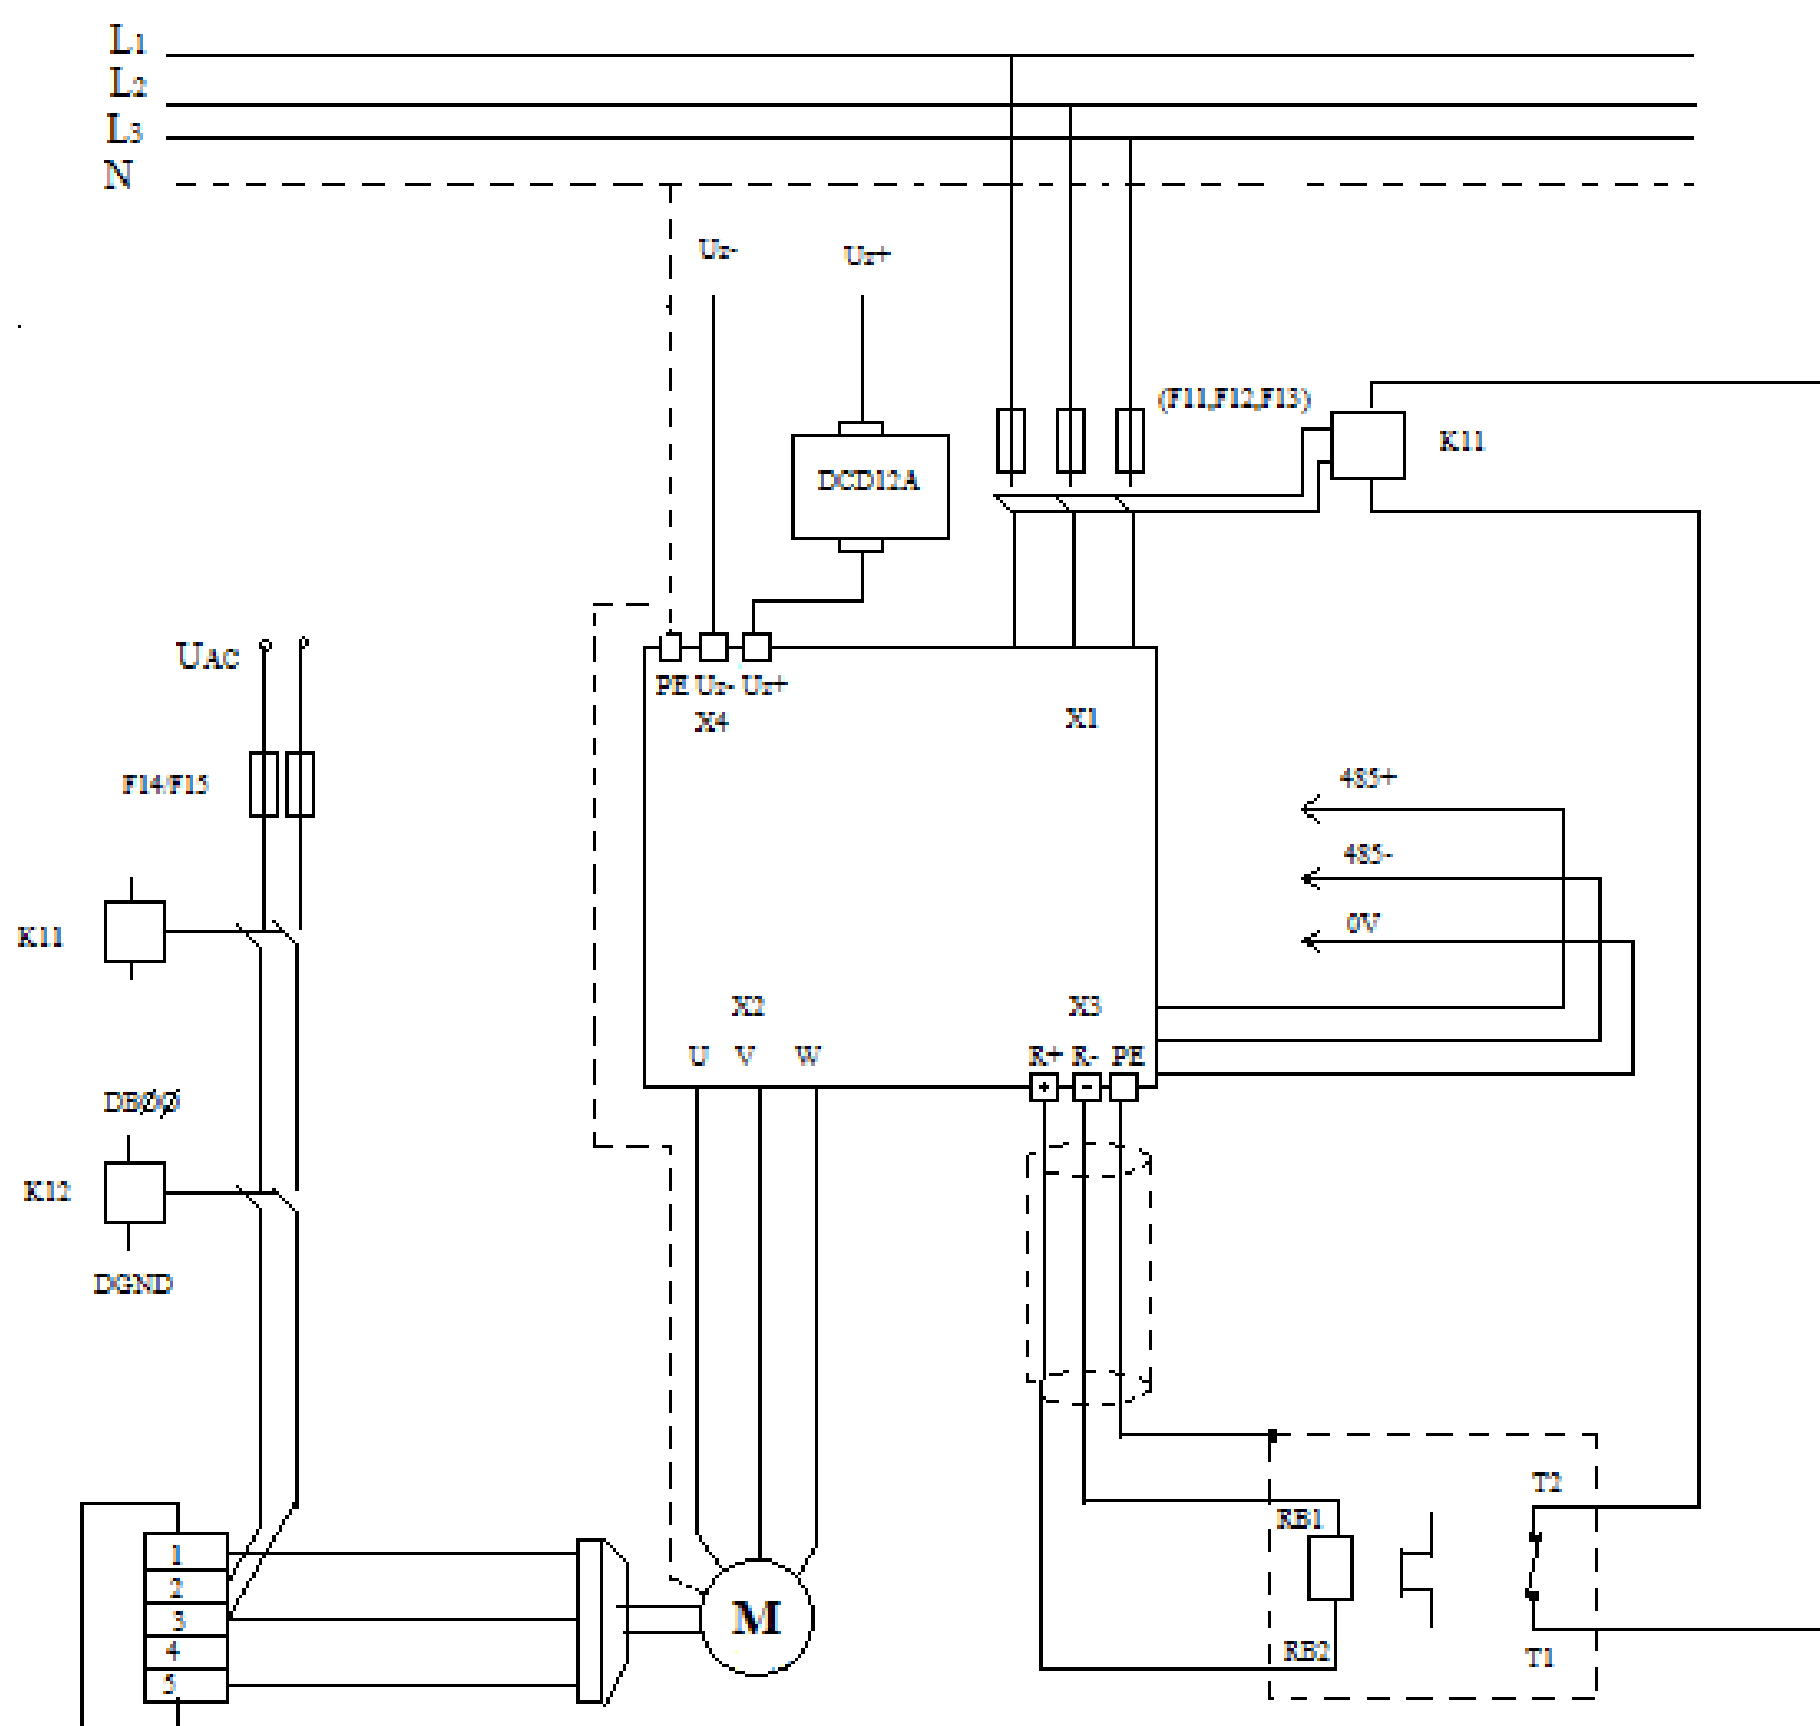 L1
L2
L3
N
Uz-
Uz+
(F11,F12,F13)
K11
DCD12A
UAC
PE Uz- Uz+
X4
X1
F14/F15
485+
485-
0V
K11
X2
X3
U V W
R+ R- PE
+ -
DBØØ
K12
DGND
T2
RB1
1
2
3
4
5
M
RB2
T1